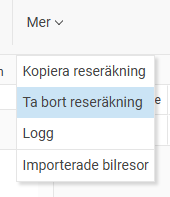 Mer
Kopiera reseräkning
Ta bort reseräkning
Logg
Importerade bilresor